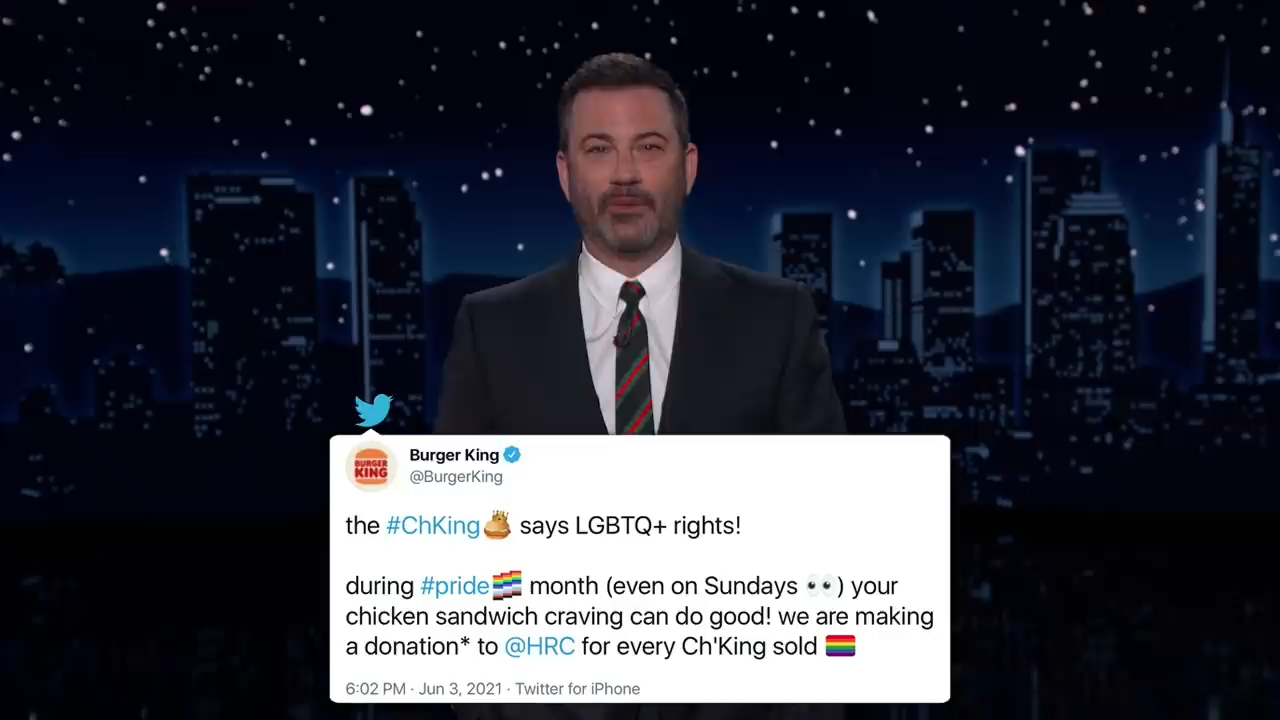 BURGER
KING
Burger King
@BurgerKing
the #ChKing says LGBTQ+ rights!
during #pride month (even on Sundays 👀) your
chicken sandwich craving can do good! we are making
a donation* to @HRC for every Ch'King sold 🏳️‍🌈
6:02 PM · Jun 3, 2021 · Twitter for iPhone